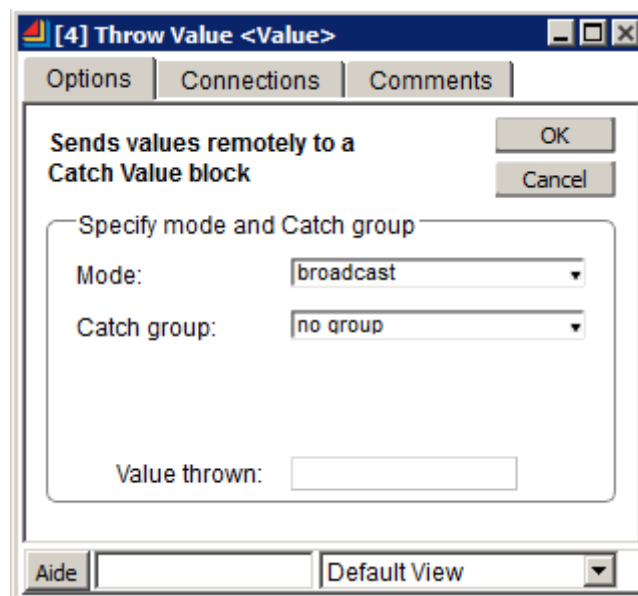 [4] Throw Value <Value>
Options Connections Comments
Sends values remotely to a
Catch Value block
OK
Cancel
Specify mode and Catch group
Mode: broadcast
Catch group: no group
Value thrown:
Aide Default View